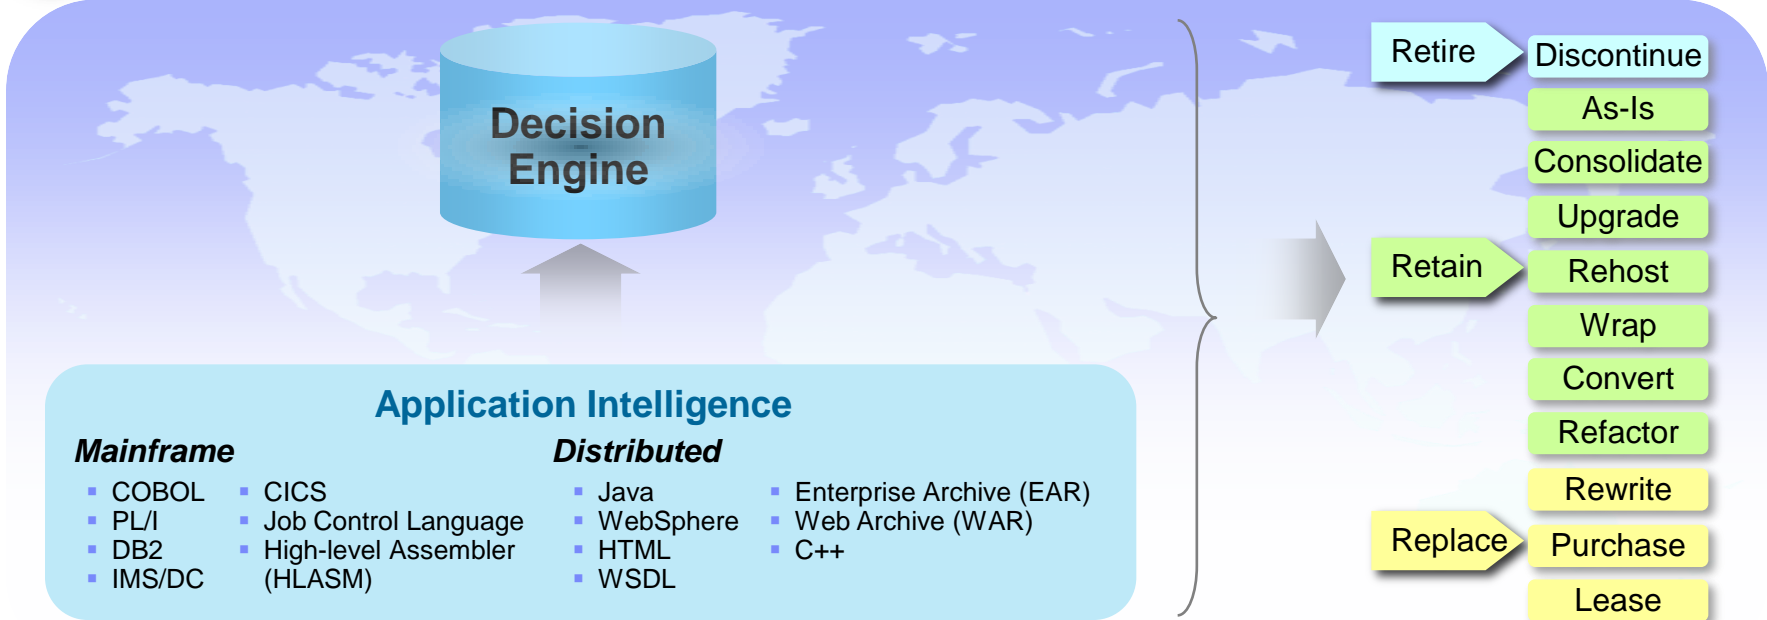 Decision
Engine
Application Intelligence
Mainframe
COBOL
PL/I
DB2
IMS/DC
CICS
Job Control Language
High-level Assembler
(HLASM)
Distributed
Java
WebSphere
HTML
WSDL
Enterprise Archive (EAR)
Web Archive (WAR)
C++
Retire
Discontinue
Retain
As-Is
Consolidate
Upgrade
Rehost
Wrap
Convert
Refactor
Replace
Rewrite
Purchase
Lease